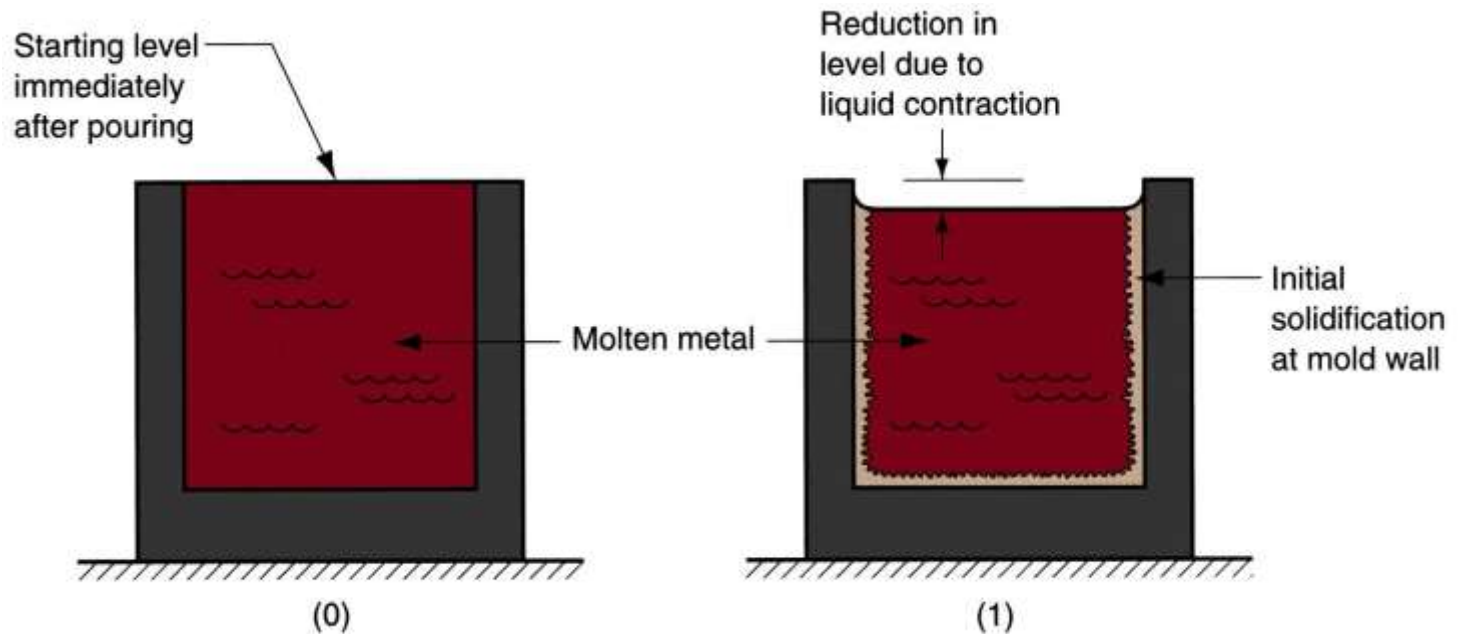 Starting level
immediately
after pouring
Reduction in
level due to
liquid contraction
Molten metal
Initial
solidification
at mold wall
(0)
(1)